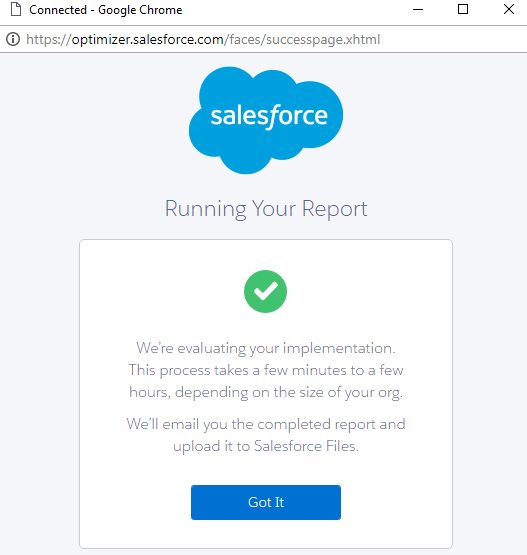 Connected - Google Chrome
https://optimizer.salesforce.com/faces/successpage.xhtml
salesforce
Running Your Report
We're evaluating your implementation.
This process takes a few minutes to a few
hours, depending on the size of your org.
We'll email you the completed report and
upload it to Salesforce Files.
Got It